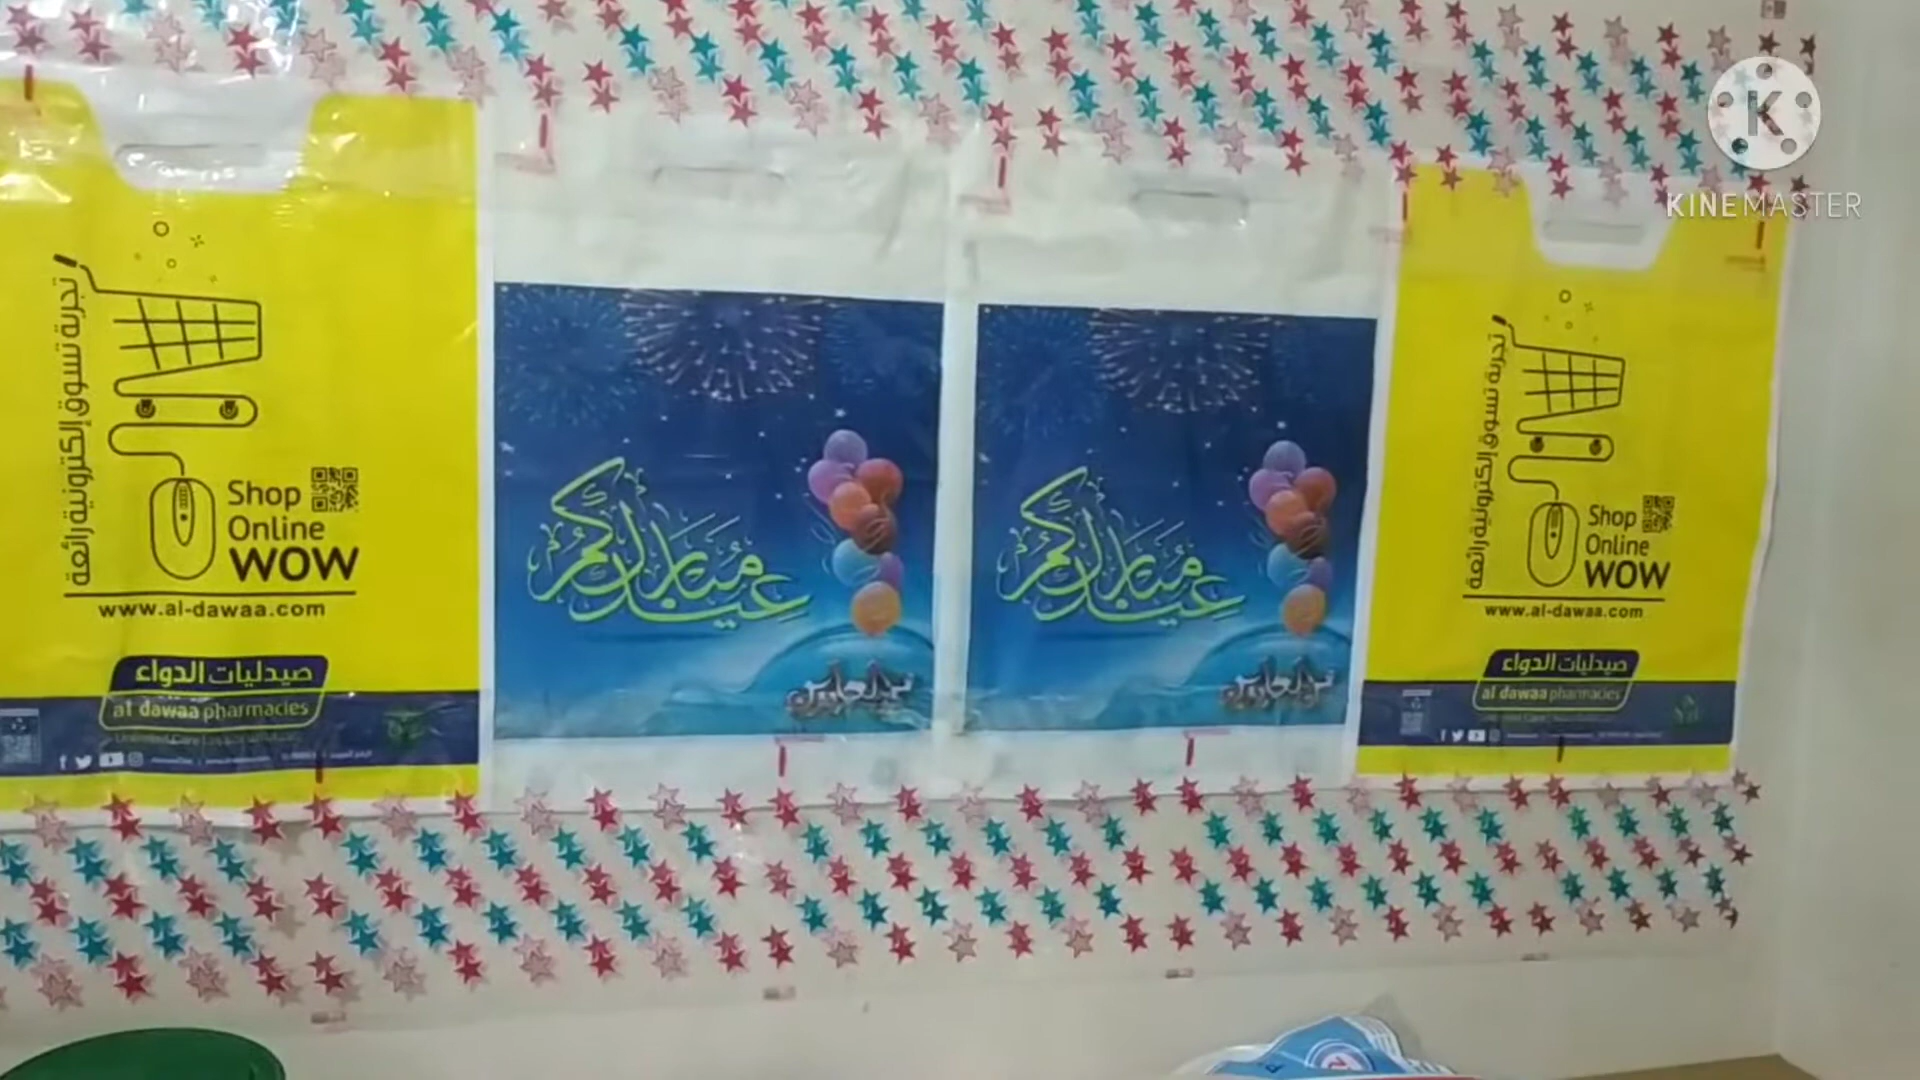 KINEMASTER
تجربة تسوق إلكترونية رائعة
Shop
Online
WOW
www.al-dawaa.com
صيدليات الدواء
al dawaa pharmacies
عيد مبارك
عيد مبارك
تجربة تسوق إلكترونية رائعة
Shop
Online
WOW
www.al-dawaa.com
صيدليات الدواء
al dawaa pharmacies